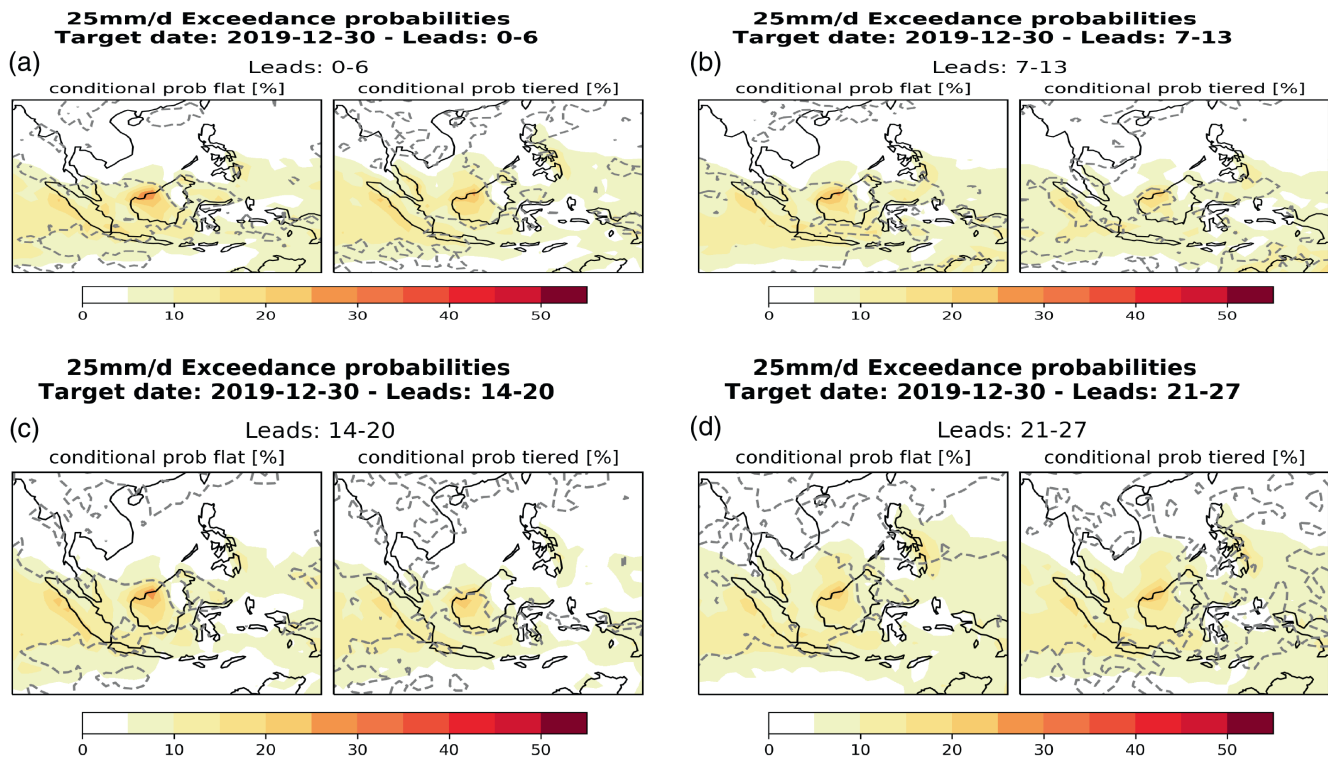 25mm/d Exceedance probabilities
Target date: 2019-12-30 - Leads: 0-6
(a)
Leads: 0-6
conditional prob flat [%]
conditional prob tiered [%]
0 10 20 30 40 50
25mm/d Exceedance probabilities
Target date: 2019-12-30 - Leads: 7-13
(b)
Leads: 7-13
conditional prob flat [%]
conditional prob tiered [%]
0 10 20 30 40 50
25mm/d Exceedance probabilities
Target date: 2019-12-30 - Leads: 14-20
(c)
Leads: 14-20
conditional prob flat [%]
conditional prob tiered [%]
0 10 20 30 40 50
25mm/d Exceedance probabilities
Target date: 2019-12-30 - Leads: 21-27
(d)
Leads: 21-27
conditional prob flat [%]
conditional prob tiered [%]
0 10 20 30 40 50